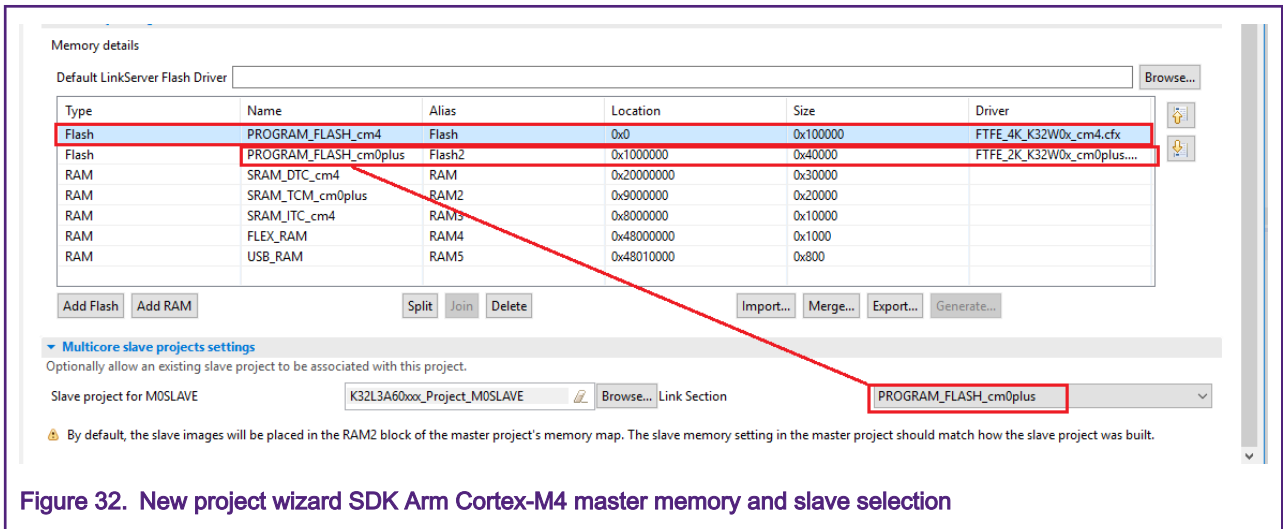 Memory details
Default LinkServer Flash Driver Browse...
Type Name Alias Location Size Driver
Flash PROGRAM_FLASH_cm4 Flash 0x0 0x100000 FTFE_4K_K32W0x_cm4.cfx
Flash PROGRAM_FLASH_cm0plus Flash2 0x1000000 0x40000 FTFE_2K_K32W0x_cm0plus....
RAM SRAM_DTC_cm4 RAM 0x20000000 0x30000
RAM SRAM_TCM_cm0plus RAM2 0x9000000 0x20000
RAM SRAM_ITC_cm4 RAM3 0x8000000 0x10000
RAM FLEX_RAM RAM4 0x48000000 0x1000
RAM USB_RAM RAM5 0x48010000 0x800
Add Flash Add RAM Split Join Delete Import... Merge... Export... Generate...
Multicore slave projects settings
Optionally allow an existing slave project to be associated with this project.
Slave project for M0SLAVE K32L3A60xxx_Project_M0SLAVE Browse... Link Section PROGRAM_FLASH_cm0plus
By default, the slave images will be placed in the RAM2 block of the master project's memory map. The slave memory setting in the master project should match how the slave project was built.
Figure 32. New project wizard SDK Arm Cortex-M4 master memory and slave selection